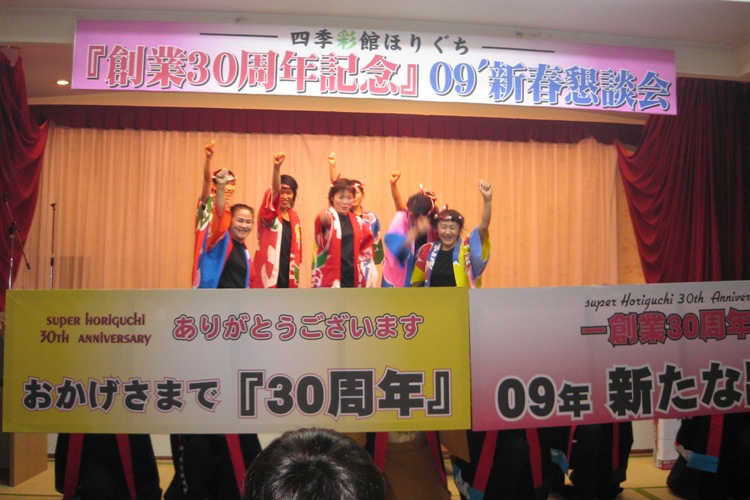 四季彩館ほりぐち
『創業30周年記念』09'新春懇談会
super Horiguchi
30th Anniversary
ありがとうございます
おかげさまで『30周年』
super Horiguchi 30th
一創業30周年
09年 新たな